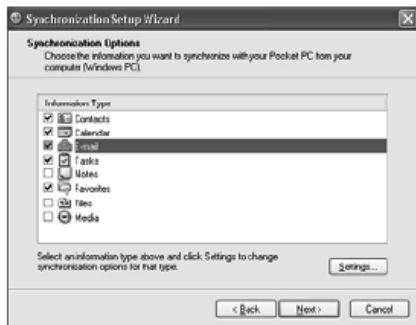 Synchronization Setup Wizard
Synchronization Options
Choose the information you want to synchronize with your Pocket PC from your
computer (Windows PC).
Information Type
Contacts
Calendar
E-mail
Tasks
Notes
Favorites
Files
Media
Select an information type above and click Settings to change
synchronization options for that type.
Settings...
< Back
Next >
Cancel